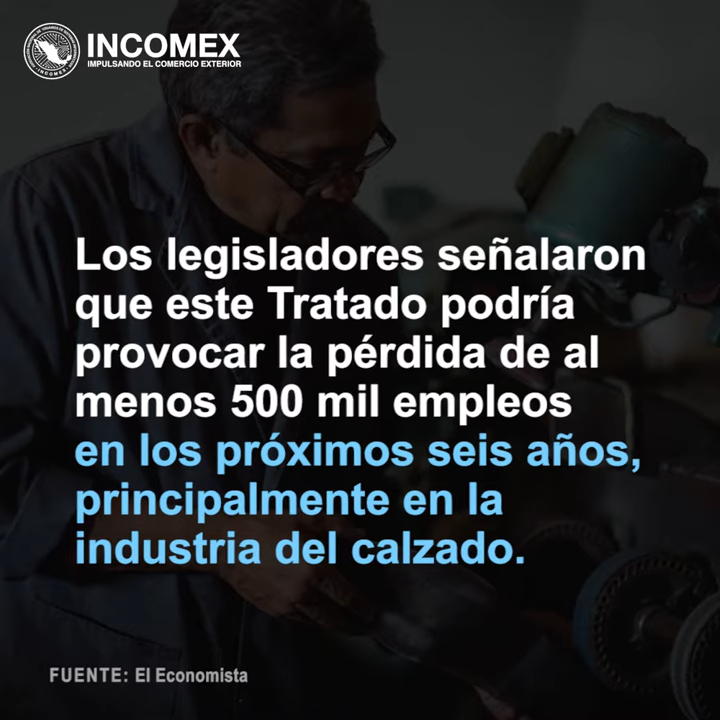 INCOMEX
IMPULSANDO EL COMERCIO EXTERIOR
Los legisladores señalaron
que este Tratado podría
provocar la pérdida de al
menos 500 mil empleos
en los próximos seis años,
principalmente en la
industria del calzado.
FUENTE: El Economista